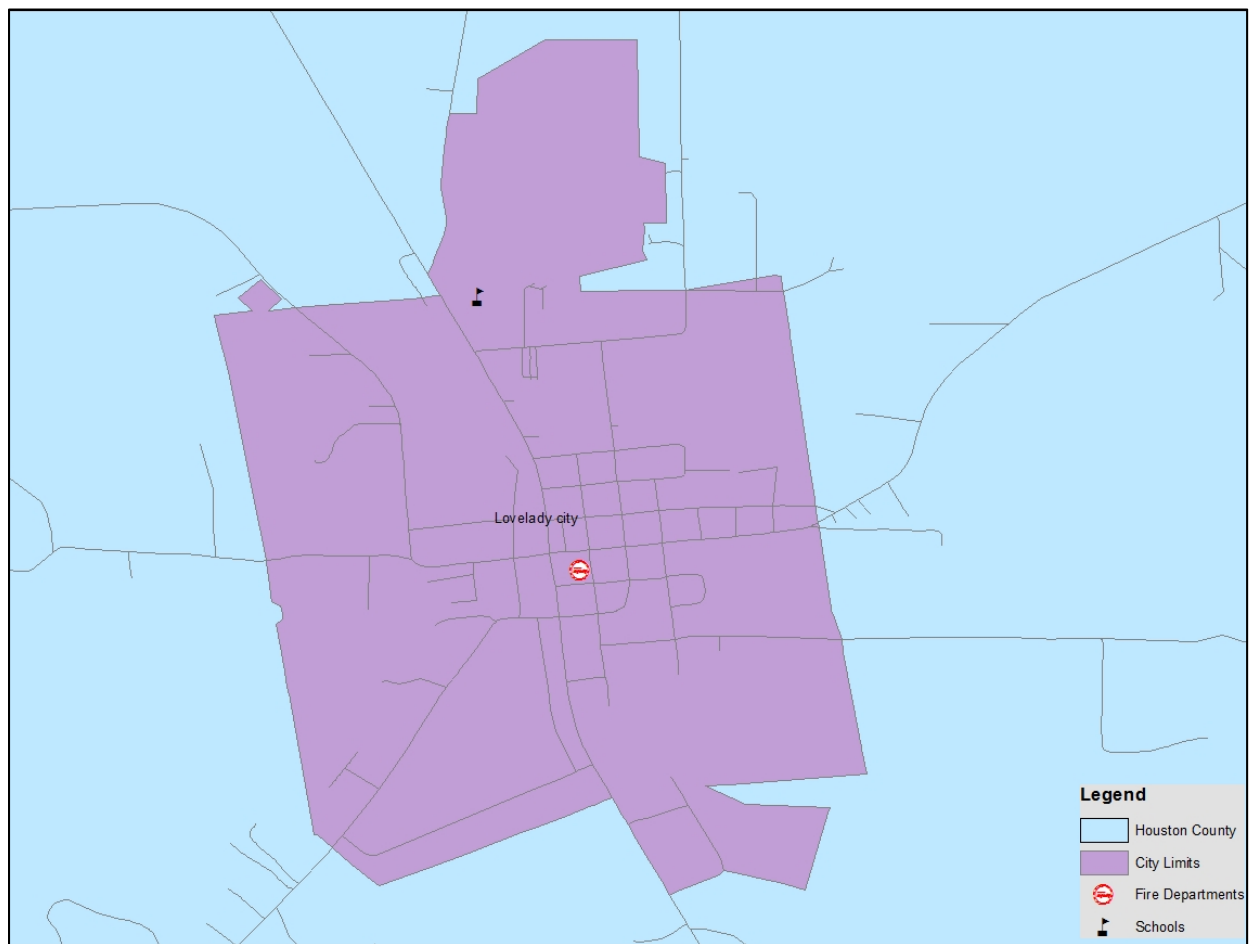 Lovelady city
Legend
Houston County
City Limits
Fire Departments
Schools